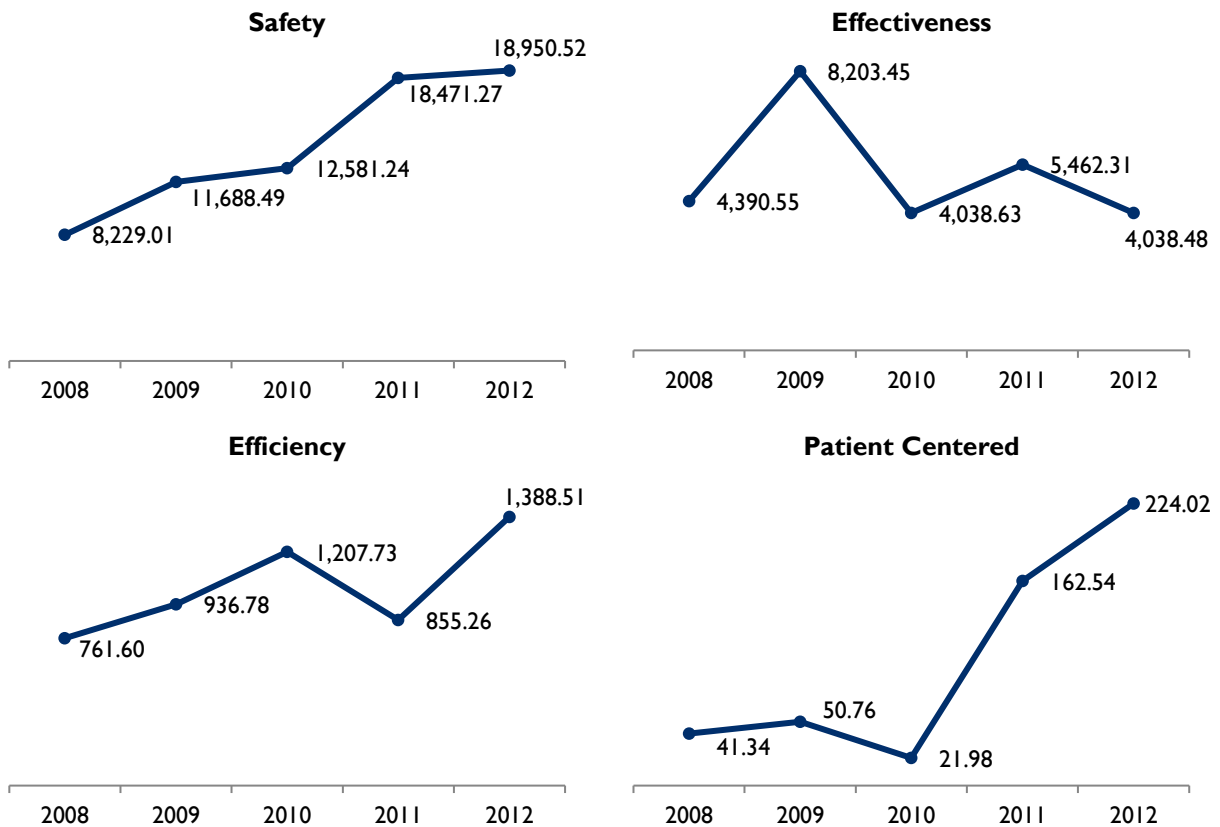 Safety
18,950.52
18,471.27
12,581.24
11,688.49
8,229.01
2008 2009 2010 2011 2012
Effectiveness
8,203.45
5,462.31
4,390.55
4,038.63
4,038.48
2008 2009 2010 2011 2012
Efficiency
1,388.51
1,207.73
936.78
855.26
761.60
2008 2009 2010 2011 2012
Patient Centered
224.02
162.54
50.76
41.34
21.98
2008 2009 2010 2011 2012